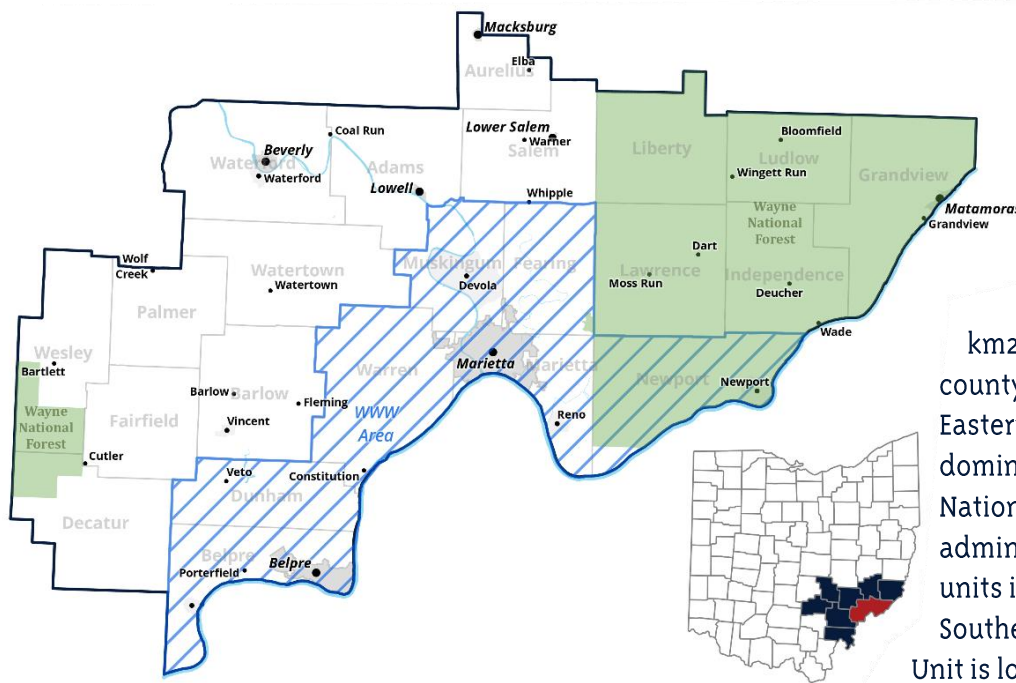 Macksburg
Elba
Aurelius
Coal Run
Lower Salem
Warner
Salem
Liberty
Bloomfield
Ludlow
Beverly
Waterford
Waterford
Adams
Lowell
Wingett Run
Grandview
Whipple
Matamoras
Grandview
Wayne
National
Forest
Dart
Lawrence
Moss Run
Independence
Deucher
Wade
Wolf
Creek
Watertown
Watertown
Muskingum
Fearing
Devola
Palmer
Wesley
Bartlett
Marietta
Marietta
Warren
Newport
Newport
Wayne
National
Forest
Barlow
Barlow
Fleming
Fairfield
Vincent
WWW
Area
Reno
Cutler
Veto
Constitution
Dunham
Decatur
Belpre
Belpre
Porterfield
km2
county
Easter
domin
Nation
admin
units i
Southe
Unit is lo